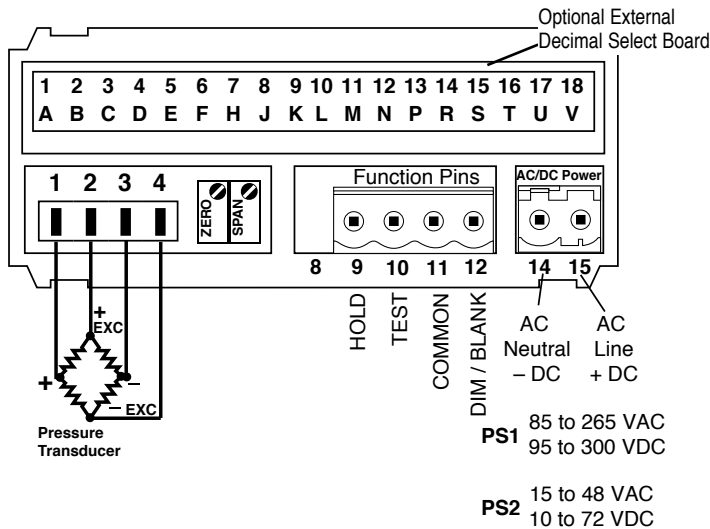 Optional External
Decimal Select Board
1 2 3 4 5 6 7 8 9 10 11 12 13 14 15 16 17 18
A B C D E F H J K L M N P R S T U V
1 2 3 4
ZERO
SPAN
Function Pins
AC/DC Power
8 9 10 11 12
14 15
HOLD
TEST
COMMON
DIM / BLANK
AC
Neutral
– DC
AC
Line
+ DC
+
EXC
+
–
– EXC
Pressure
Transducer
PS1 85 to 265 VAC
95 to 300 VDC
PS2 15 to 48 VAC
10 to 72 VDC